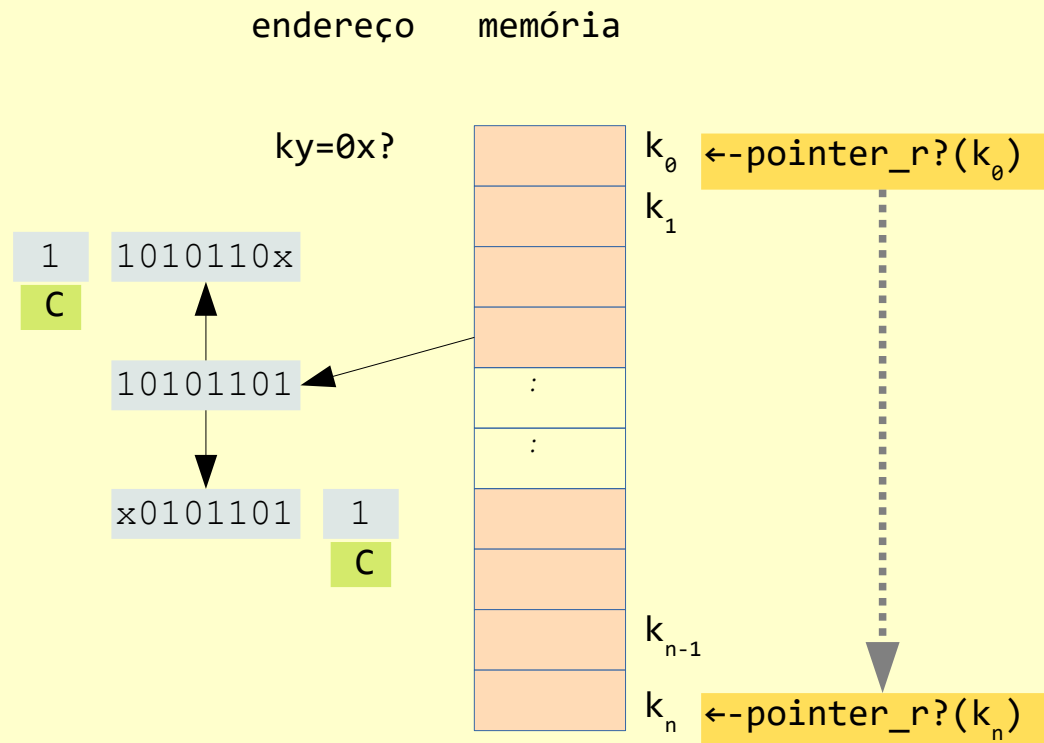 endereço memória
ky=0x?
k₀ ←-pointer_r?(k₀)
k₁
1 1010110x
C
10101101
:
:
x0101101 1
C
kₙ₋₁
kₙ ←-pointer_r?(kₙ)